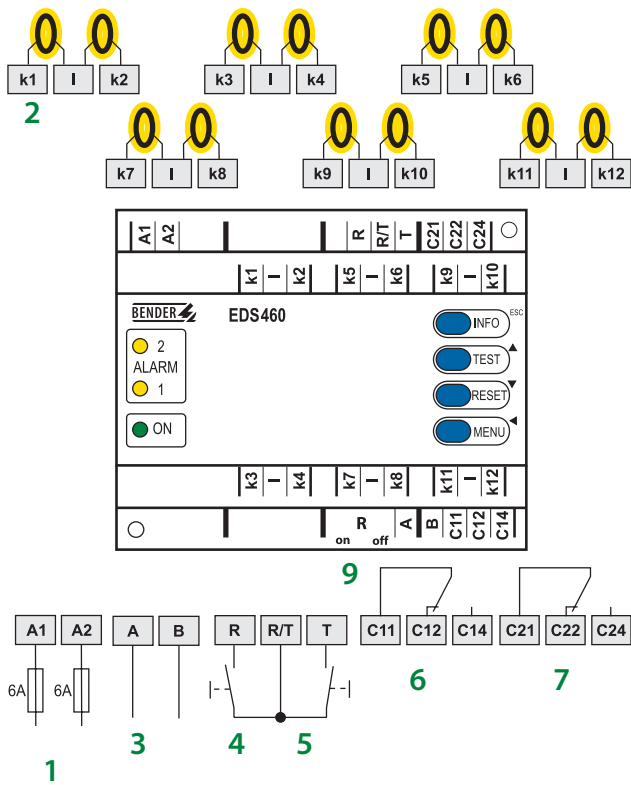 k1 I k2 k3 I k4 k5 I k6
2
k7 I k8 k9 I k10 k11 I k12
A1 A2 R R/T T C21 C22 C24
k1 I k2 k5 I k6 k9 I k10
BENDER EDS460
INFO ESC
2
TEST
ALARM
1
RESET
ON
MENU
k3 I k4 k7 I k8 k11 I k12
R on off A B C11 C12 C14
9
A1 A2 A B R R/T T C11 C12 C14 C21 C22 C24
6A 6A
6 7
3 4 5
1